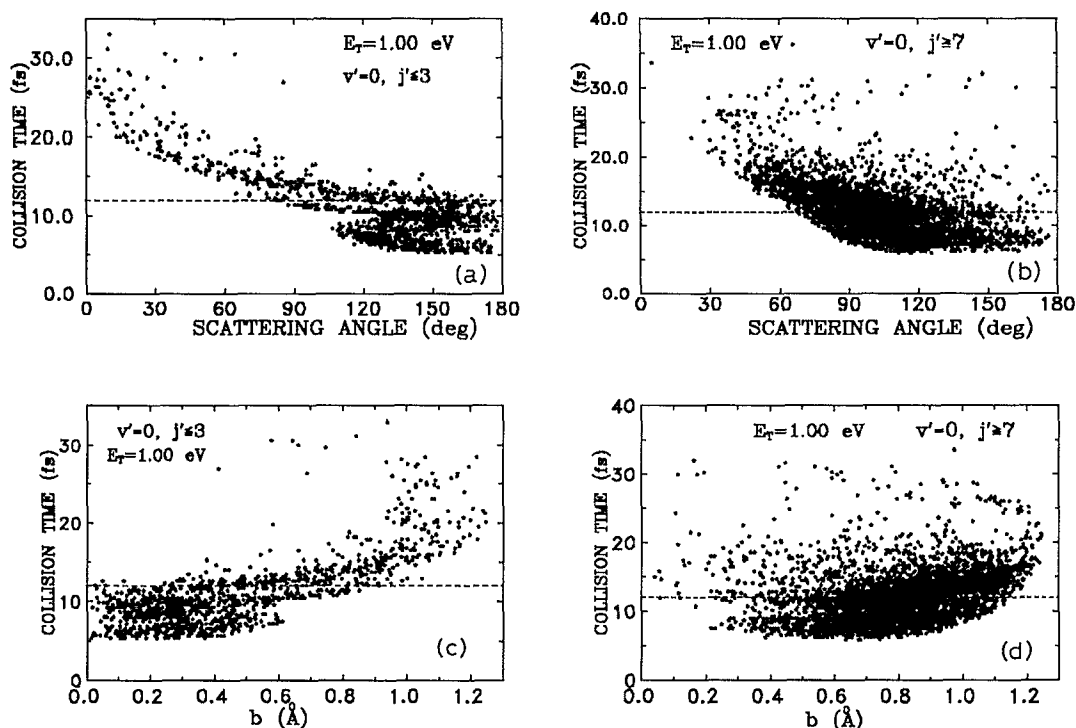 COLLISION TIME (fs)
30.0
20.0
10.0
0.0
E_T=1.00 eV
v'=0, j'≤3
(a)
0 30 60 90 120 150 180
SCATTERING ANGLE (deg)
COLLISION TIME (fs)
40.0
30.0
20.0
10.0
0.0
E_T=1.00 eV v'=0, j'≥7
(b)
0 30 60 90 120 150 180
SCATTERING ANGLE (deg)
COLLISION TIME (fs)
30
20
10
0
v'=0, j'≤3
E_T=1.00 eV
(c)
0.0 0.2 0.4 0.6 0.8 1.0 1.2
b (Å)
COLLISION TIME (fs)
40
30
20
10
0
E_T=1.00 eV v'=0, j'≥7
(d)
0.0 0.2 0.4 0.6 0.8 1.0 1.2
b (Å)